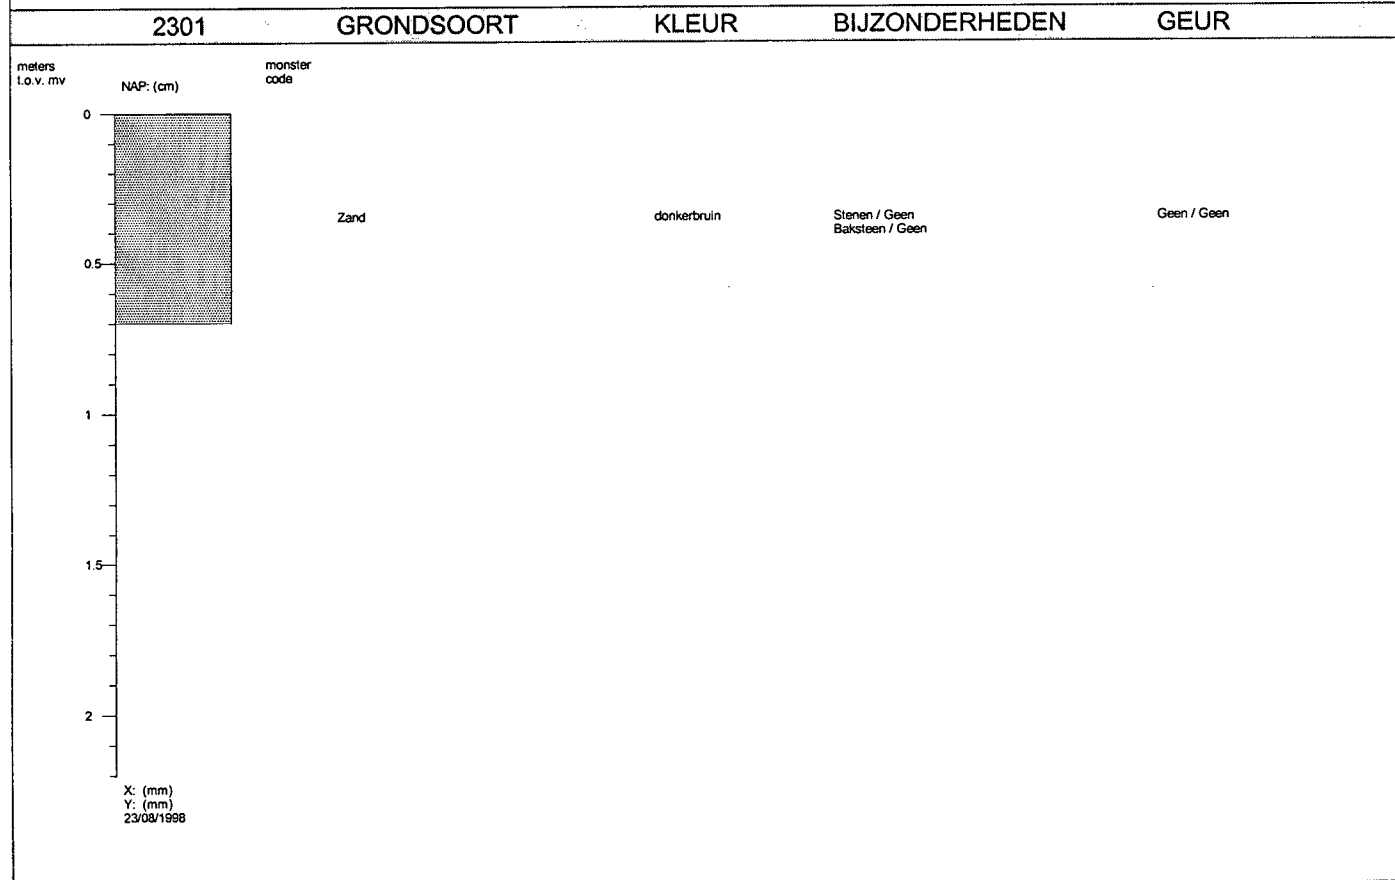 2301 GRONDSOORT KLEUR BIJZONDERHEDEN GEUR
meters
t.o.v. mv
NAP: (cm)
monster
code
0
Zand donkerbruin Stenen / Geen Geen / Geen
Baksteen / Geen
0.5
1
1.5
2
X: (mm)
Y: (mm)
23/08/1998